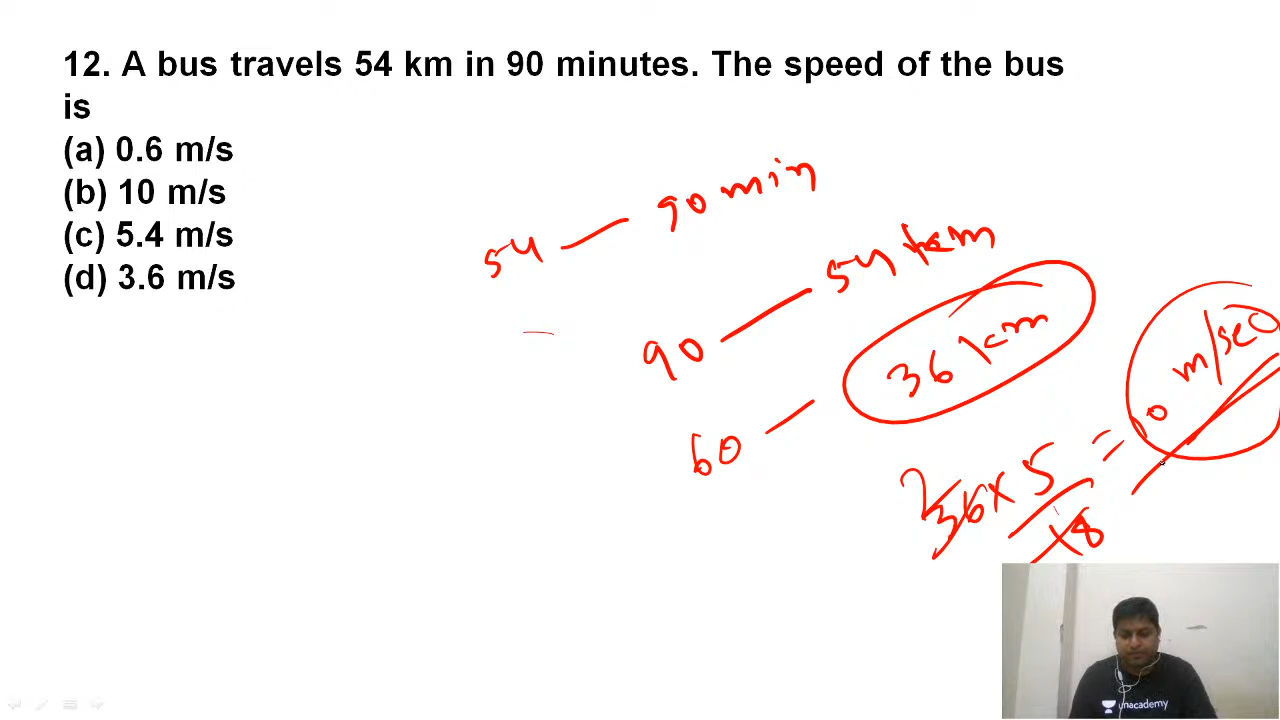 12. A bus travels 54 km in 90 minutes. The speed of the bus
is
(a) 0.6 m/s
(b) 10 m/s
(c) 5.4 m/s
(d) 3.6 m/s
54 — 90 min
90 — 54 km
60 — 36 km
2
36 × 5/18 = 10 m/sec
unacademy